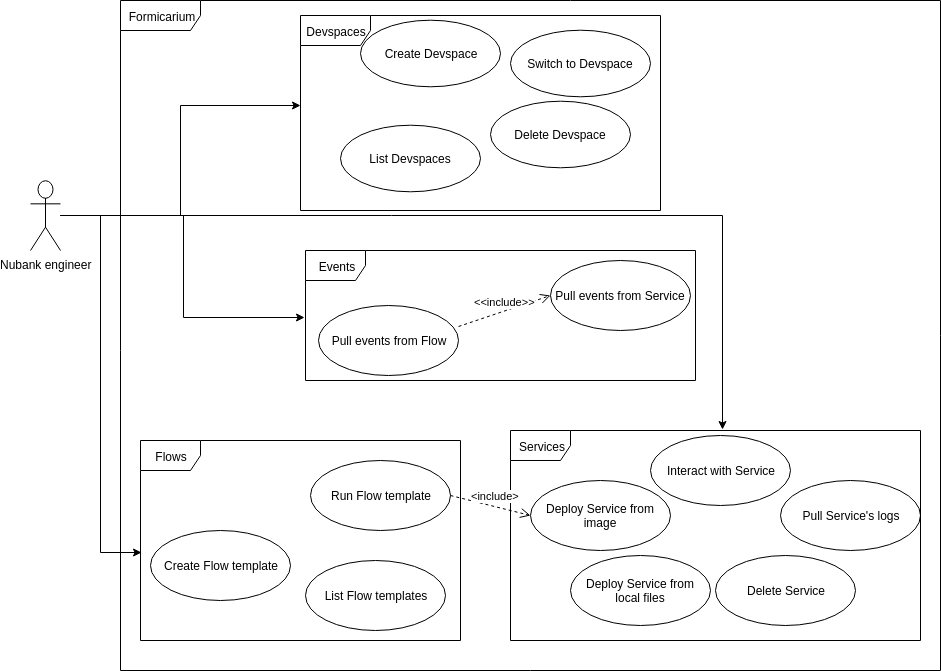 Formicarium
Devspaces
Create Devspace
Switch to Devspace
Delete Devspace
List Devspaces
Nubank engineer
Events
<<include>>
Pull events from Service
Pull events from Flow
Flows
Run Flow template
<include>
Create Flow template
List Flow templates
Services
Interact with Service
Deploy Service from
image
Pull Service's logs
Deploy Service from
local files
Delete Service